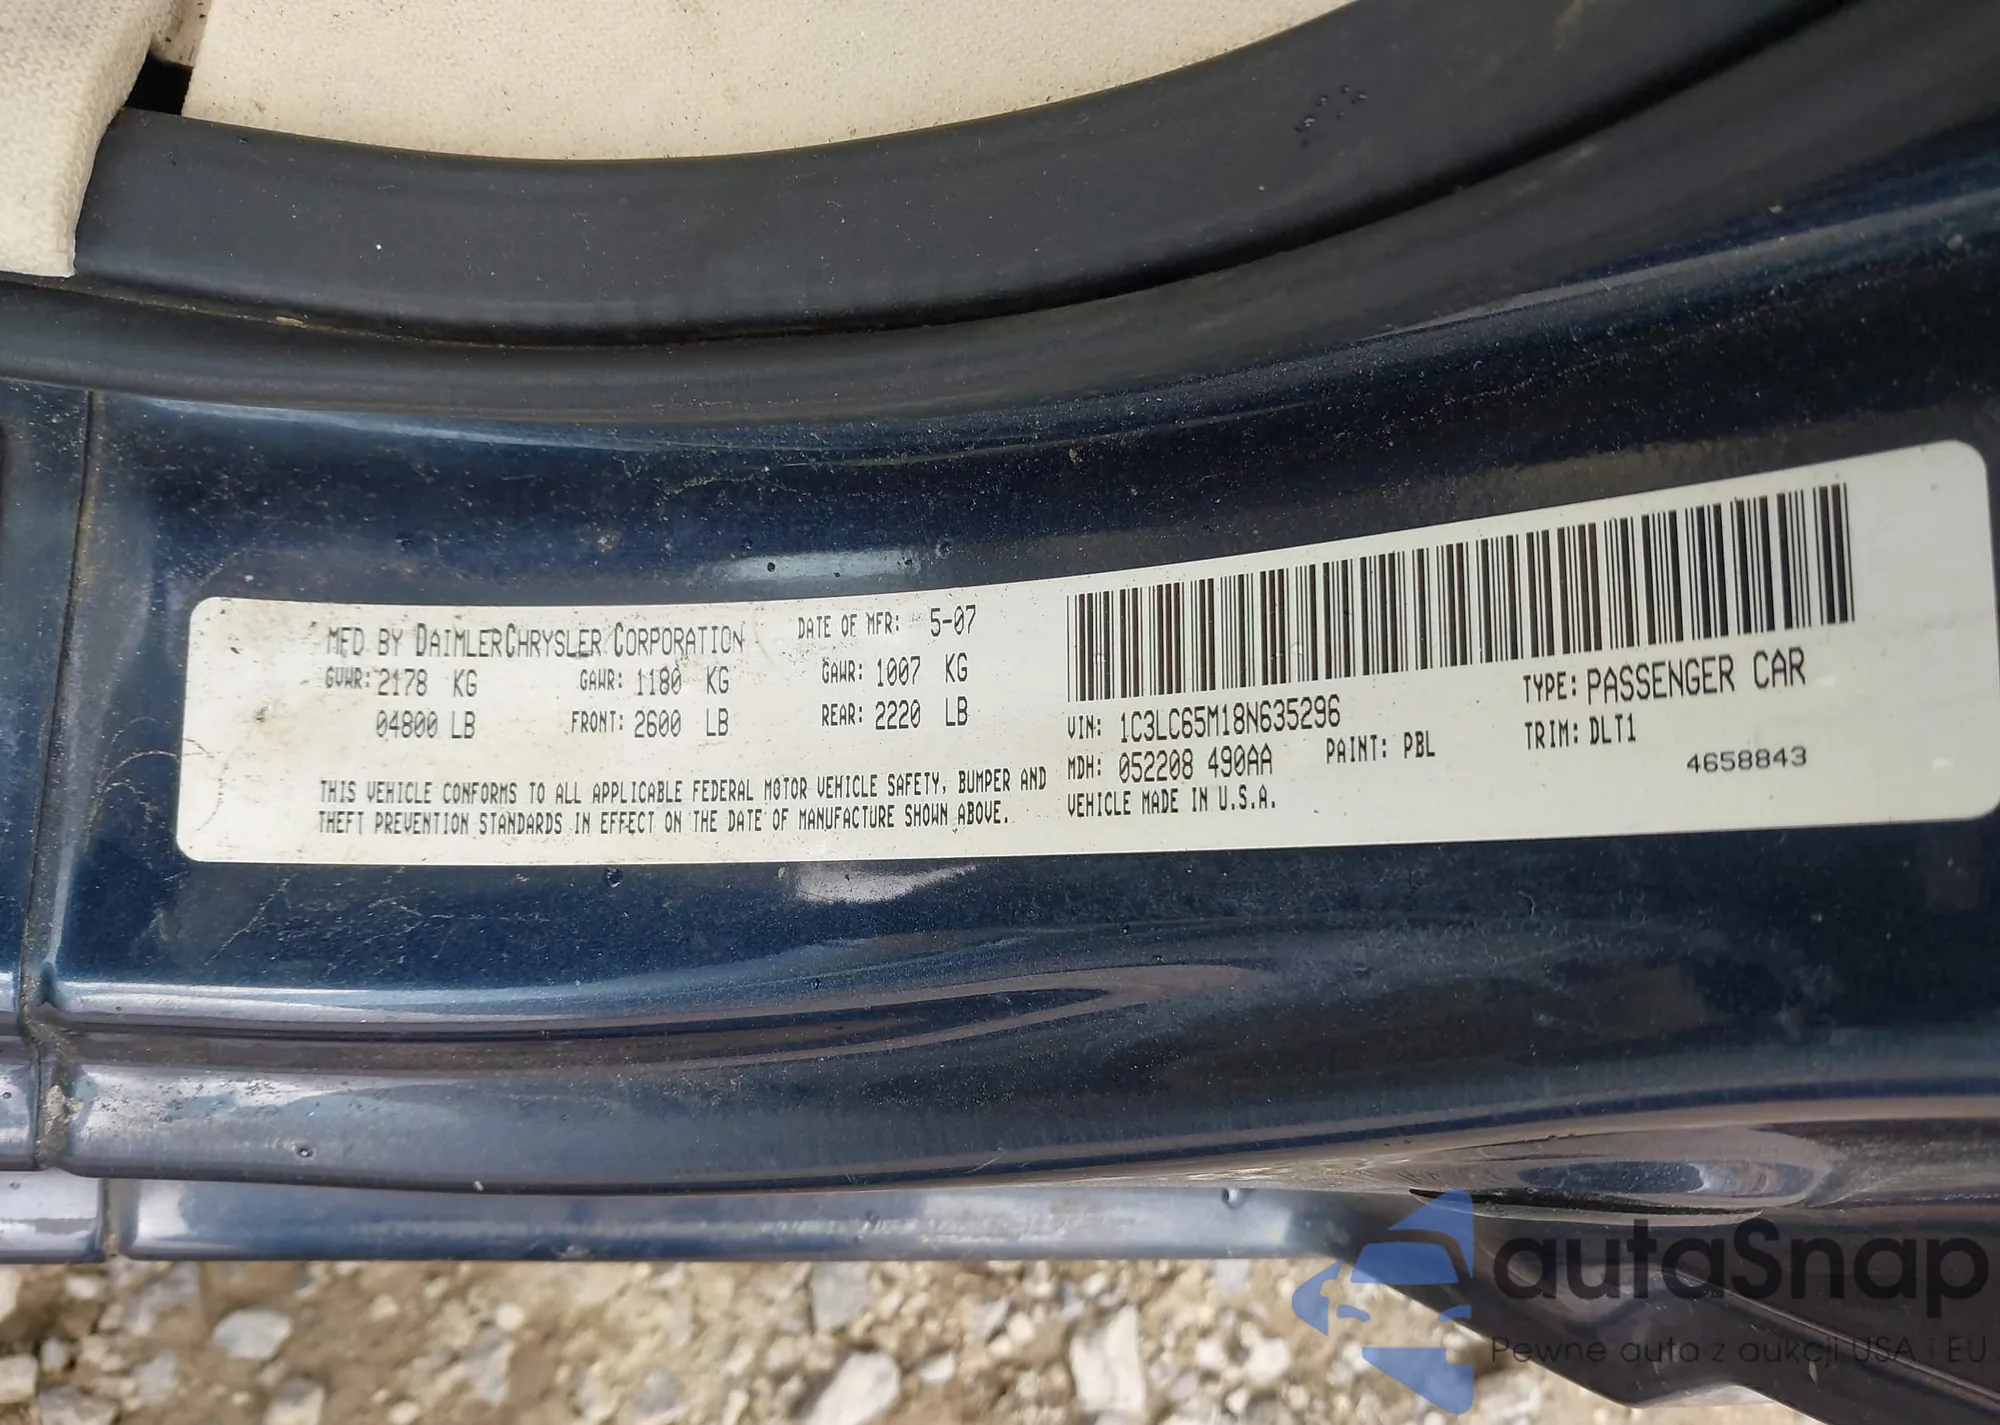 MFD BY DAIMLERCHRYSLER CORPORATION DATE OF MFR: 5-07
GVWR: 2178 KG GAWR: 1180 KG GAWR: 1007 KG
04800 LB FRONT: 2600 LB REAR: 2220 LB
THIS VEHICLE CONFORMS TO ALL APPLICABLE FEDERAL MOTOR VEHICLE SAFETY, BUMPER AND
THEFT PREVENTION STANDARDS IN EFFECT ON THE DATE OF MANUFACTURE SHOWN ABOVE.
VIN: 1C3LC65M18N635296 TYPE: PASSENGER CAR
MDH: 052208 490AA PAINT: PBL TRIM: DLT1
VEHICLE MADE IN U.S.A. 4658843
autaSnap
Pewne auta z aukcji USA i EU